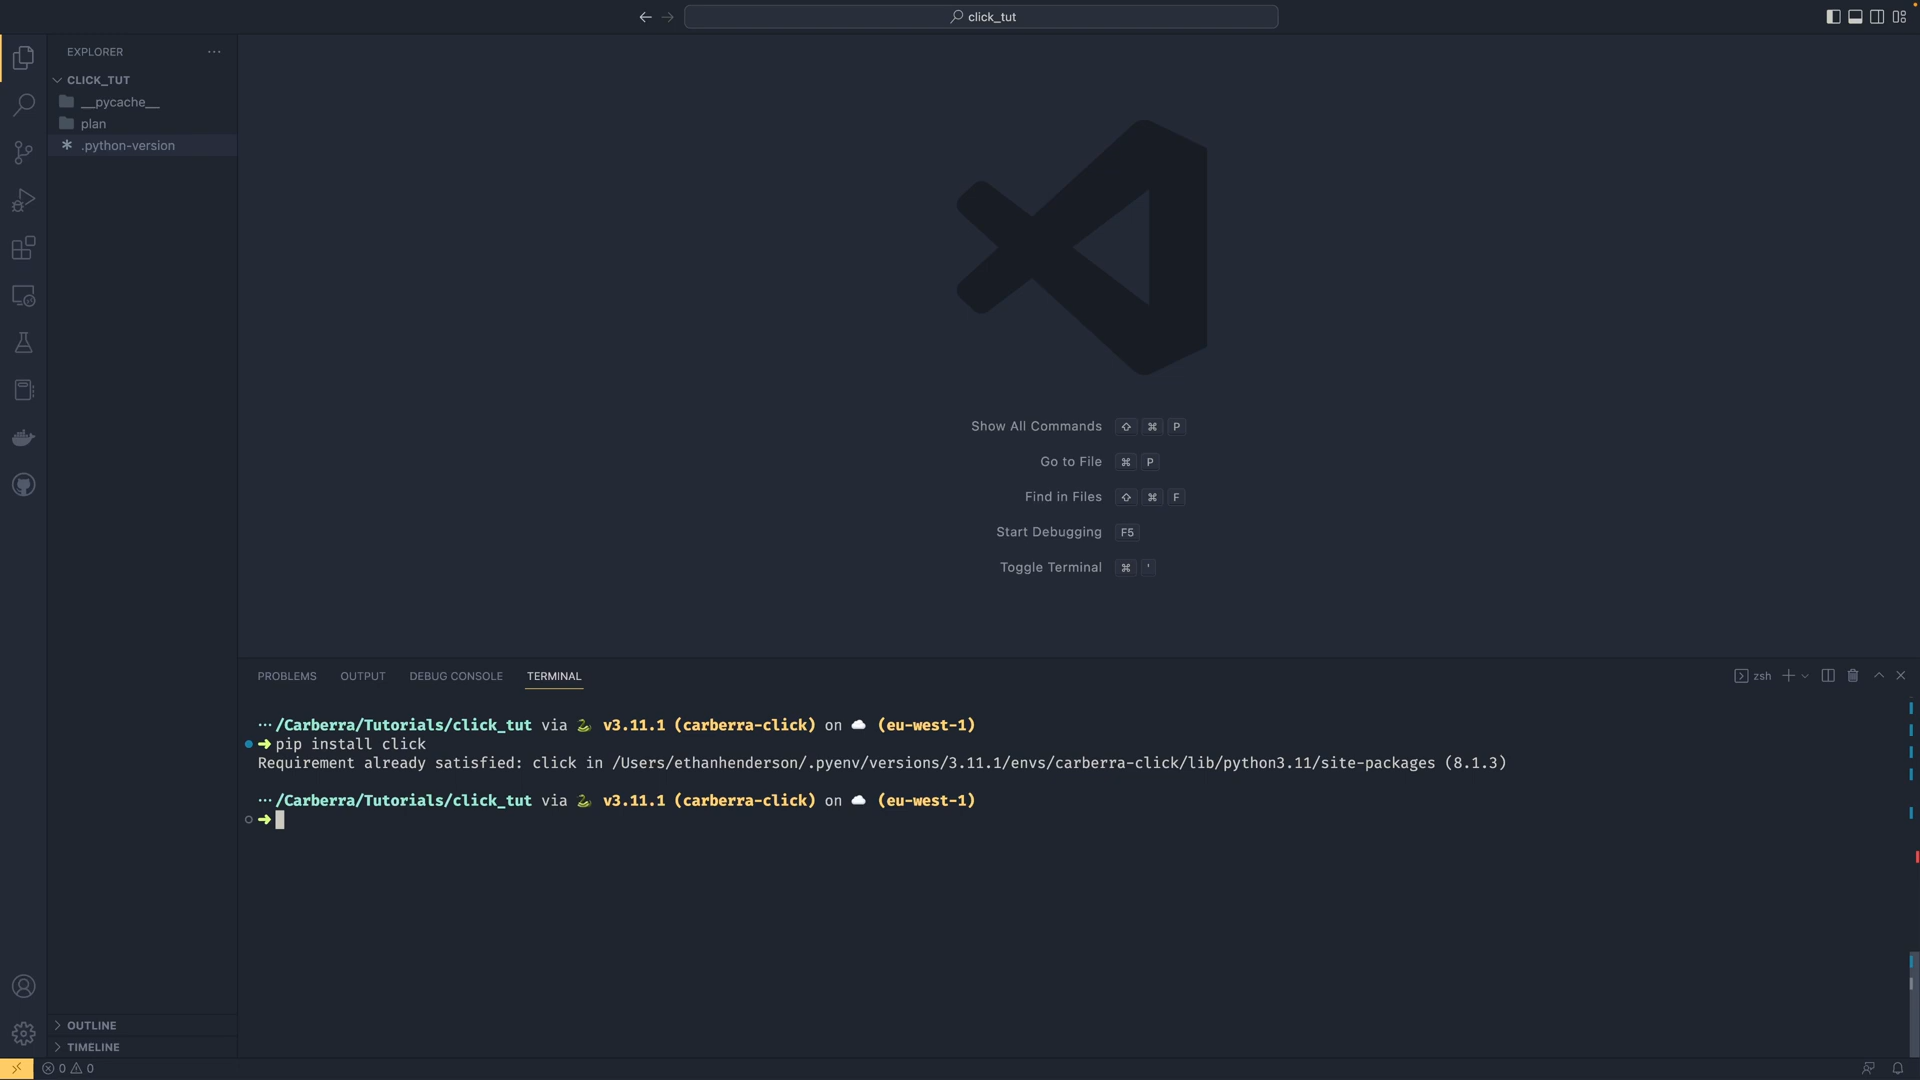 click_tut
EXPLORER
CLICK_TUT
__pycache__
plan
.python-version
Show All Commands ⇧ ⌘ P
Go to File ⌘ P
Find in Files ⇧ ⌘ F
Start Debugging F5
Toggle Terminal ⌘ '
PROBLEMS OUTPUT DEBUG CONSOLE TERMINAL
zsh
···/Carberra/Tutorials/click_tut via 🐍 v3.11.1 (carberra-click) on ☁️ (eu-west-1)
➜ pip install click
Requirement already satisfied: click in /Users/ethanhenderson/.pyenv/versions/3.11.1/envs/carberra-click/lib/python3.11/site-packages (8.1.3)
···/Carberra/Tutorials/click_tut via 🐍 v3.11.1 (carberra-click) on ☁️ (eu-west-1)
➜
OUTLINE
TIMELINE
0 0